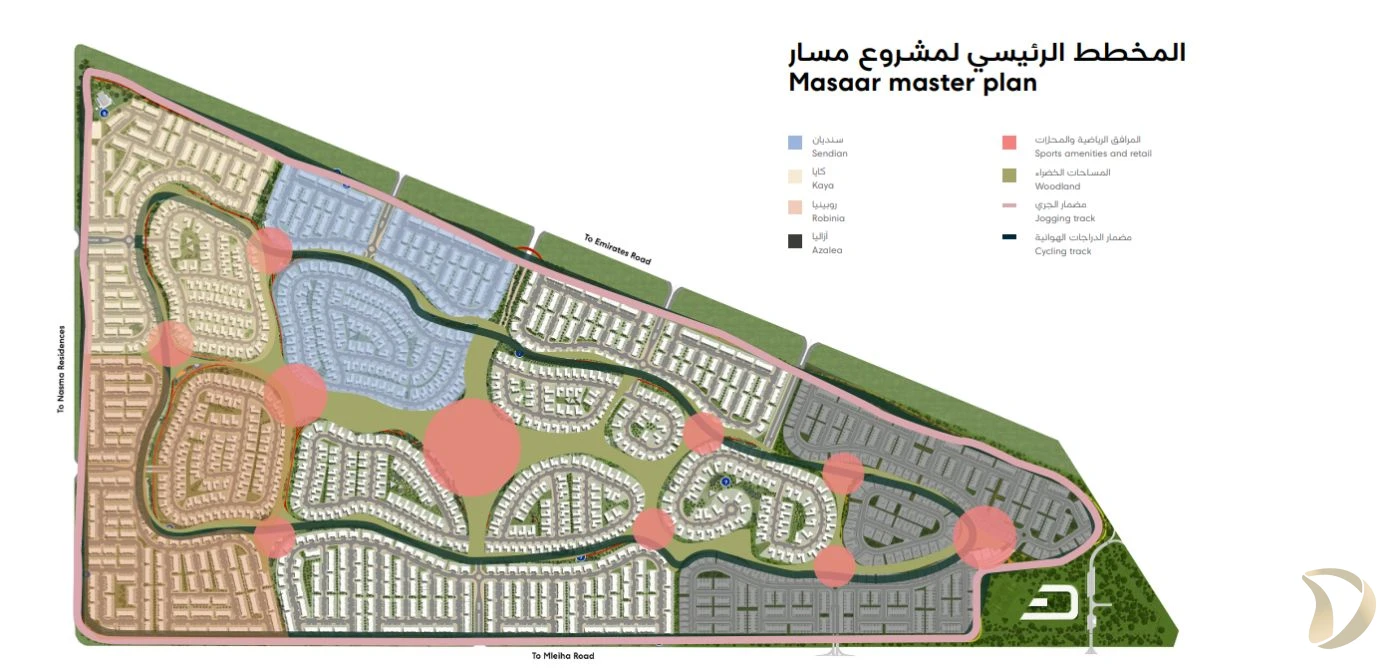 المخطط الرئيسي لمشروع مسار
Masaar master plan
سنديان
Sendian
كايا
Kaya
روبينيا
Robinia
أزاليا
Azalea
المرافق الرياضية والمحلات
Sports amenities and retail
المساحات الخضراء
Woodland
مضمار الجري
Jogging track
مضمار الدراجات الهوائية
Cycling track
To Emirates Road
To Nasma Residences
To Mleiha Road